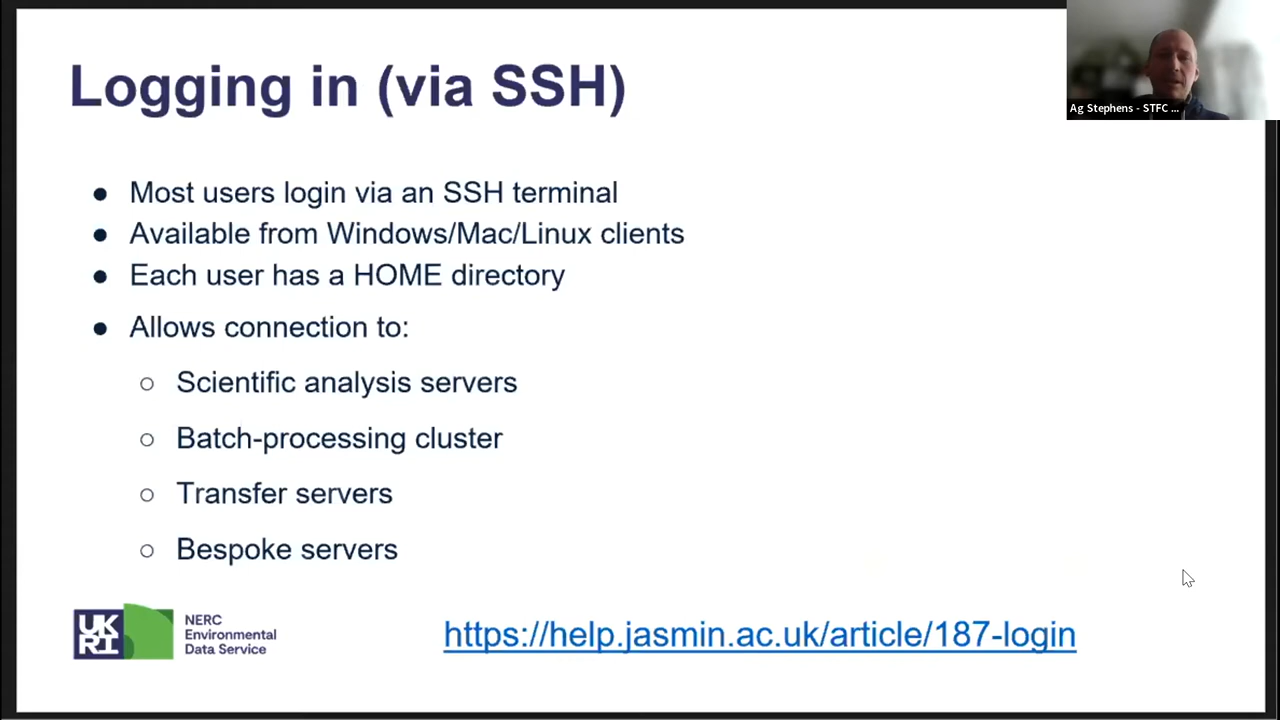 Logging in (via SSH)
Ag Stephens - STFC ...
● Most users login via an SSH terminal
● Available from Windows/Mac/Linux clients
● Each user has a HOME directory
● Allows connection to:
○ Scientific analysis servers
○ Batch-processing cluster
○ Transfer servers
○ Bespoke servers
UK
RI
NERC
Environmental
Data Service
https://help.jasmin.ac.uk/article/187-login